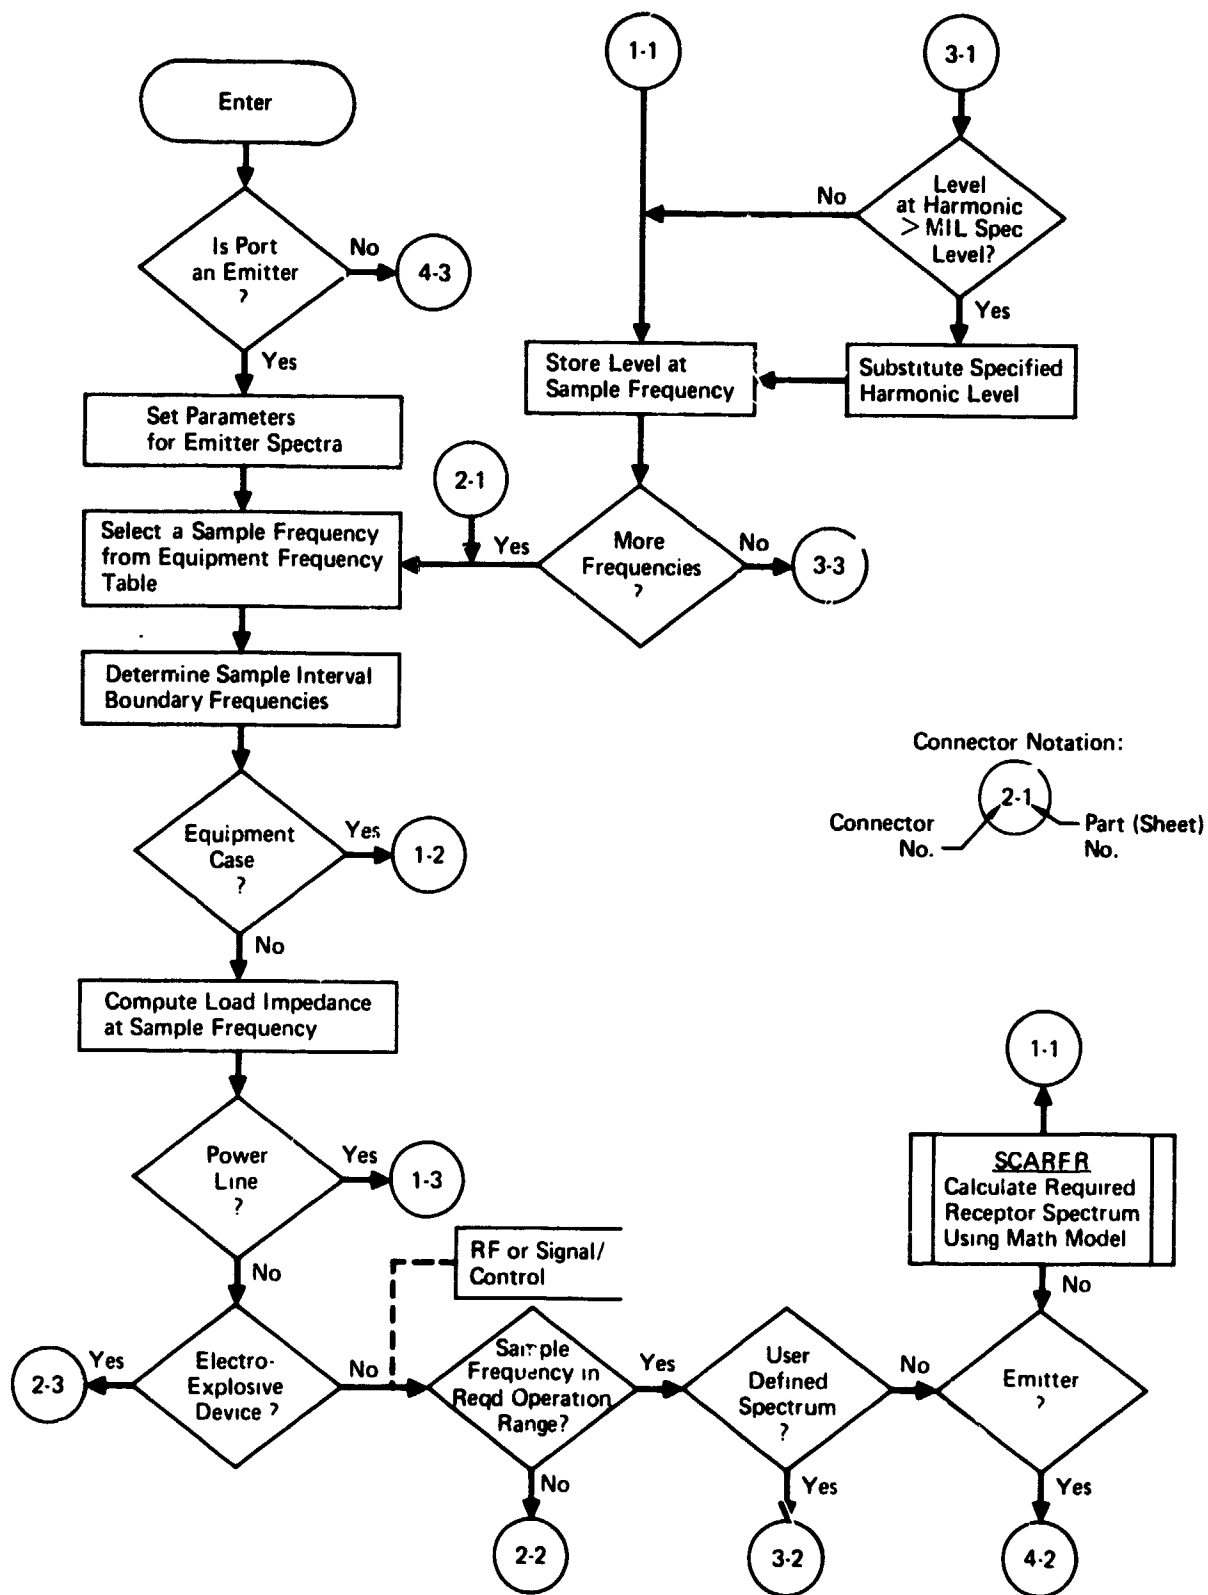 Enter
Is Port
an Emitter
?
No
4-3
Yes
Set Parameters
for Emitter Spectra
Select a Sample Frequency
from Equipment Frequency
Table
Determine Sample Interval
Boundary Frequencies
Equipment
Case
?
Yes
1-2
No
Compute Load Impedance
at Sample Frequency
Power
Line
?
Yes
1-3
No
Electro-
Explosive
Device ?
Yes
2-3
No
RF or Signal/
Control
Sample
Frequency in
Reqd Operation
Range?
Yes
No
2-2
User
Defined
Spectrum
?
No
Yes
3-2
Emitter
?
Yes
4-2
No
SCARFR
Calculate Required
Receptor Spectrum
Using Math Model
1-1
1-1
3-1
Level
at Harmonic
> MIL Spec
Level?
No
Yes
Substitute Specified
Harmonic Level
Store Level at
Sample Frequency
2-1
Yes
More
Frequencies
?
No
3-3
Connector Notation:
2-1
Connector
No.
Part (Sheet)
No.